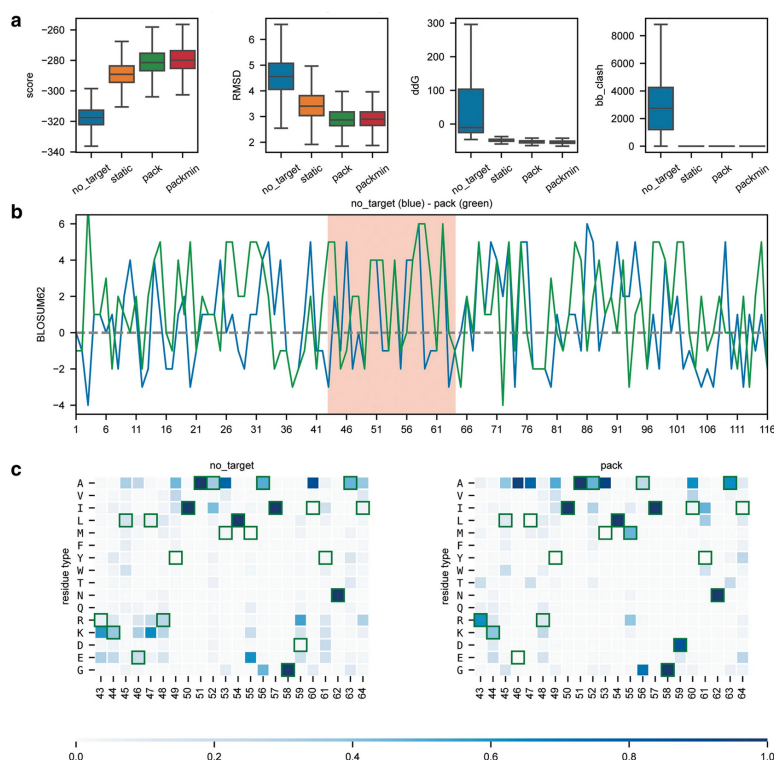 a
score
−260
−280
−300
−320
−340
no_target
static
pack
packmin
RMSD
6
5
4
3
2
no_target
static
pack
packmin
ddG
300
200
100
0
no_target
static
pack
packmin
bb_clash
8000
6000
4000
2000
0
no_target
static
pack
packmin
b
no_target (blue) - pack (green)
BLOSUM62
6
4
2
0
−2
−4
1 6 11 16 21 26 31 36 41 46 51 56 61 66 71 76 81 86 91 96 101 106 111 116
c
no_target
residue type
A
V
I
L
M
F
Y
W
T
N
Q
R
K
D
E
G
43 44 45 46 47 48 49 50 51 52 53 54 55 56 57 58 59 60 61 62 63 64
pack
residue type
A
V
I
L
M
F
Y
W
T
N
Q
R
K
D
E
G
43 44 45 46 47 48 49 50 51 52 53 54 55 56 57 58 59 60 61 62 63 64
0.0 0.2 0.4 0.6 0.8 1.0